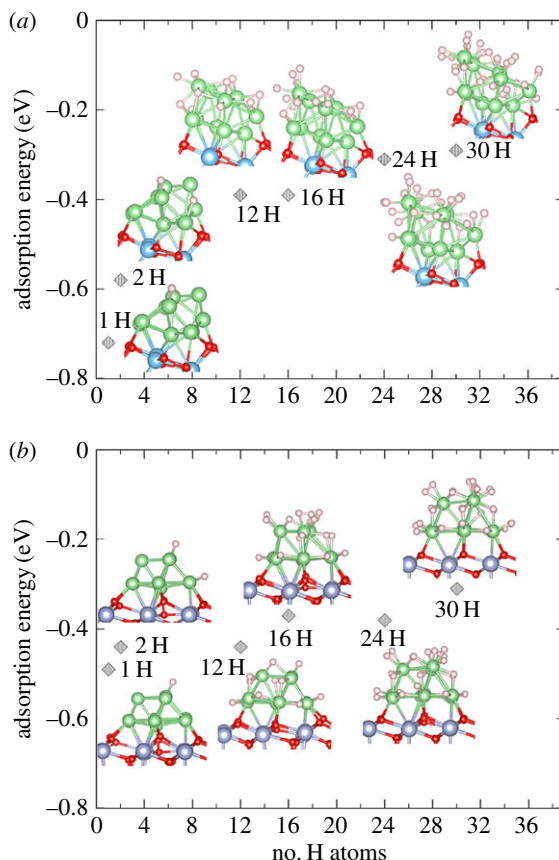 (a)
0
−0.2
−0.4
−0.6
−0.8
adsorption energy (eV)
30 H
24 H
12 H
16 H
2 H
1 H
0 4 8 12 16 20 24 28 32 36
(b)
0
−0.2
−0.4
−0.6
−0.8
adsorption energy (eV)
30 H
16 H
24 H
2 H
12 H
1 H
0 4 8 12 16 20 24 28 32 36
no. H atoms